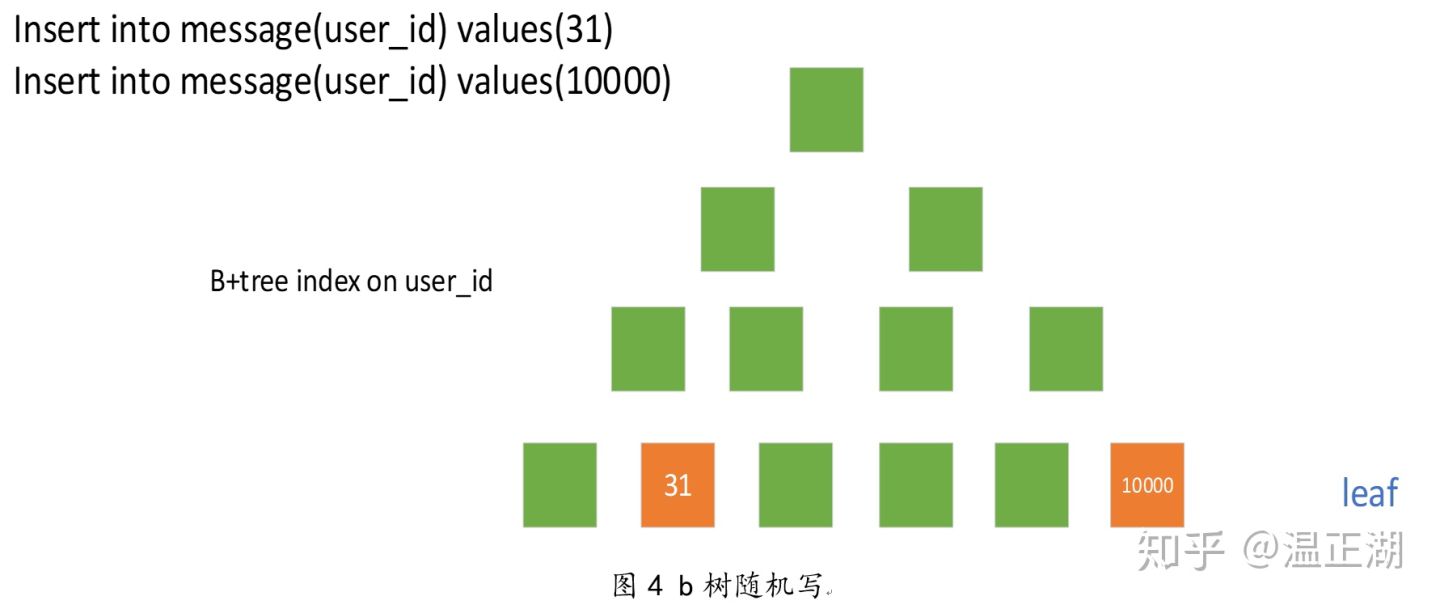 Insert into message(user_id) values(31)
Insert into message(user_id) values(10000)
B+tree index on user_id
31
10000
leaf
知乎 @温正湖
图 4 b 树随机写